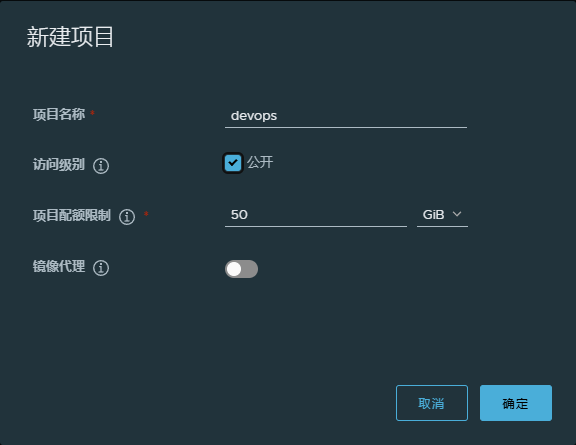 新建项目
项目名称 *
devops
访问级别
公开
项目配额限制 *
50 GiB
镜像代理
取消 确定